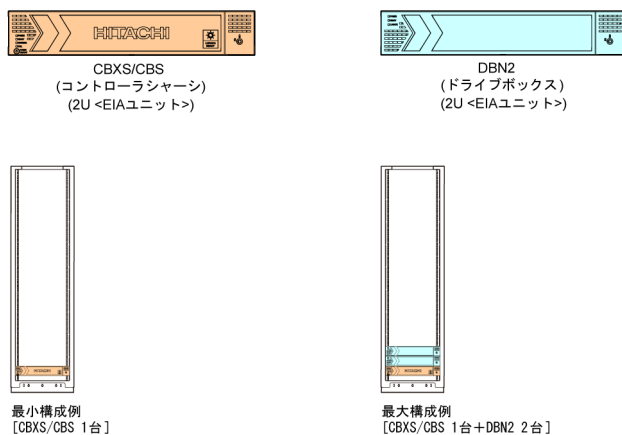 HITACHI
CBXS/CBS
(コントローラシャーシ)
(2U <EIAユニット>)
DBN2
(ドライブボックス)
(2U <EIAユニット>)
HITACHI
最小構成例
[CBXS/CBS 1台]
HITACHI
最大構成例
[CBXS/CBS 1台+DBN2 2台]